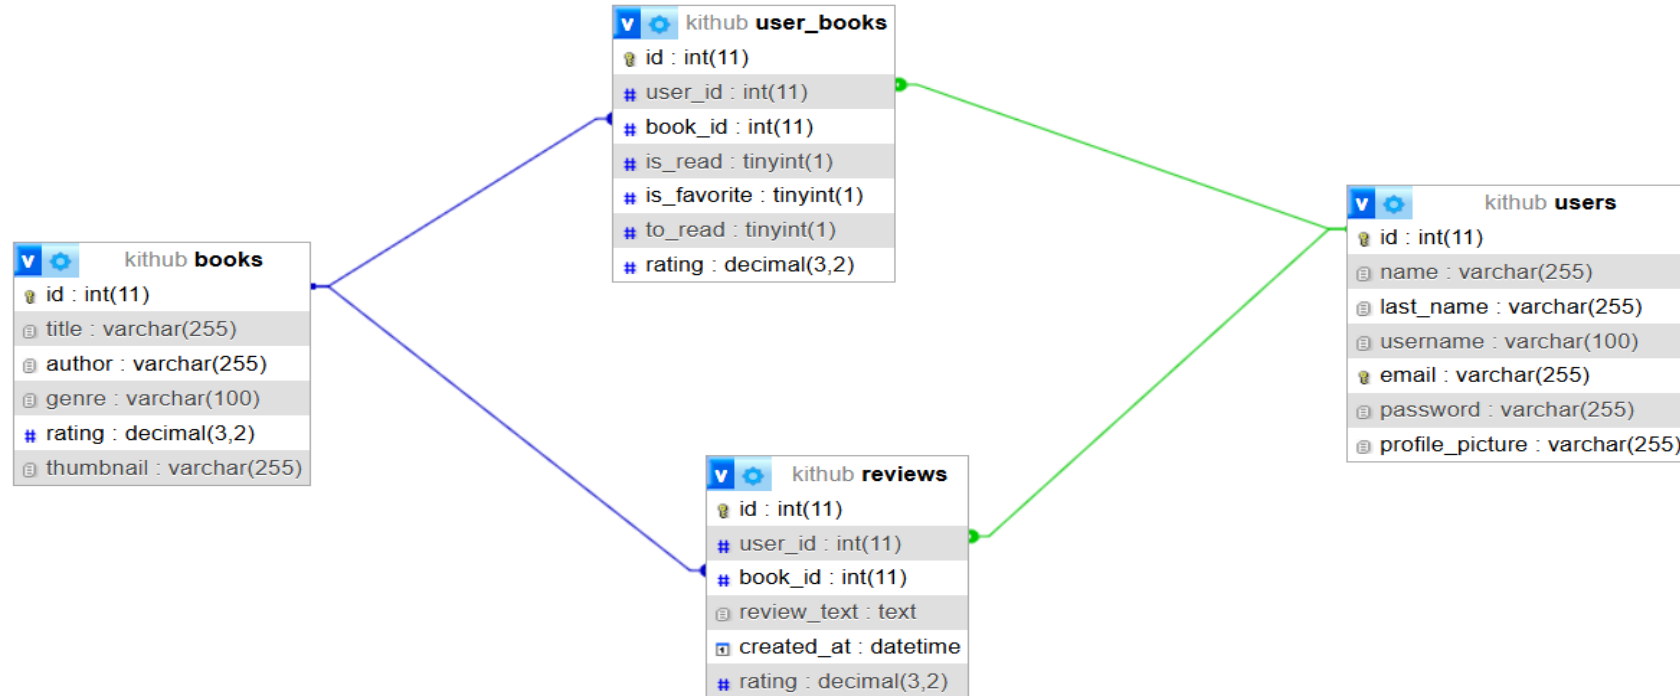 v kithub user_books
id : int(11)
# user_id : int(11)
# book_id : int(11)
# is_read : tinyint(1)
# is_favorite : tinyint(1)
# to_read : tinyint(1)
# rating : decimal(3,2)
v kithub books
id : int(11)
title : varchar(255)
author : varchar(255)
genre : varchar(100)
# rating : decimal(3,2)
thumbnail : varchar(255)
v kithub users
id : int(11)
name : varchar(255)
last_name : varchar(255)
username : varchar(100)
email : varchar(255)
password : varchar(255)
profile_picture : varchar(255)
v kithub reviews
id : int(11)
# user_id : int(11)
# book_id : int(11)
review_text : text
created_at : datetime
# rating : decimal(3,2)